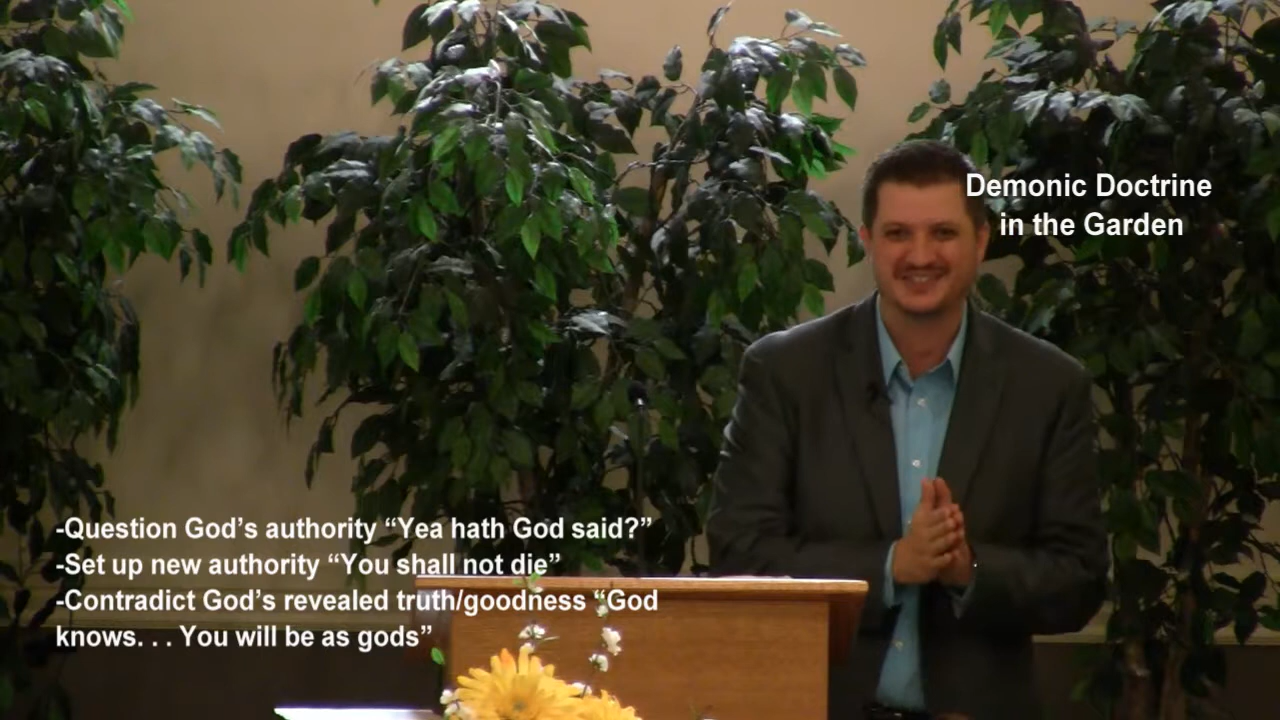 Demonic Doctrine
in the Garden
-Question God’s authority “Yea hath God said?”
-Set up new authority “You shall not die”
-Contradict God’s revealed truth/goodness “God
knows. . . You will be as gods”